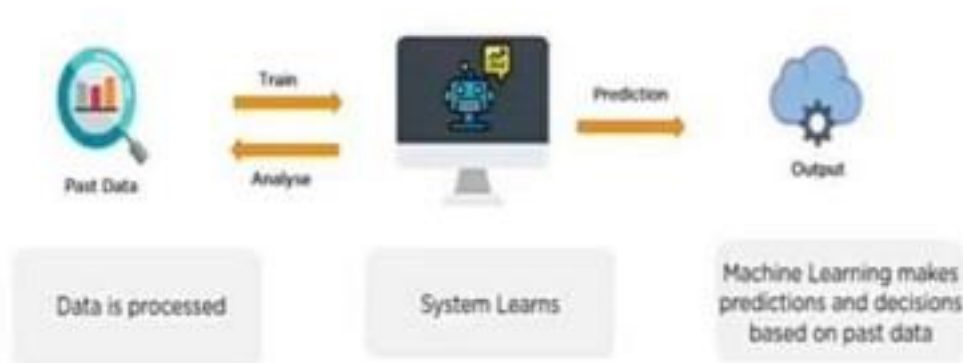 Train
Prediction
Past Data
Analyse
Output
Data is processed
System Learns
Machine Learning makes
predictions and decisions
based on past data